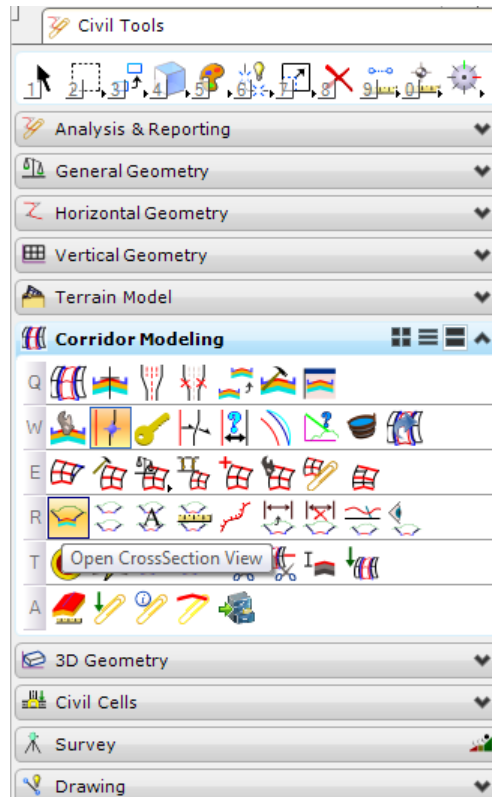 Civil Tools
1 2 3 4 5 6 7 8 9 0
Analysis & Reporting
General Geometry
Horizontal Geometry
Vertical Geometry
Terrain Model
Corridor Modeling
Q
W
E
R
T Open CrossSection View
A
3D Geometry
Civil Cells
Survey
Drawing